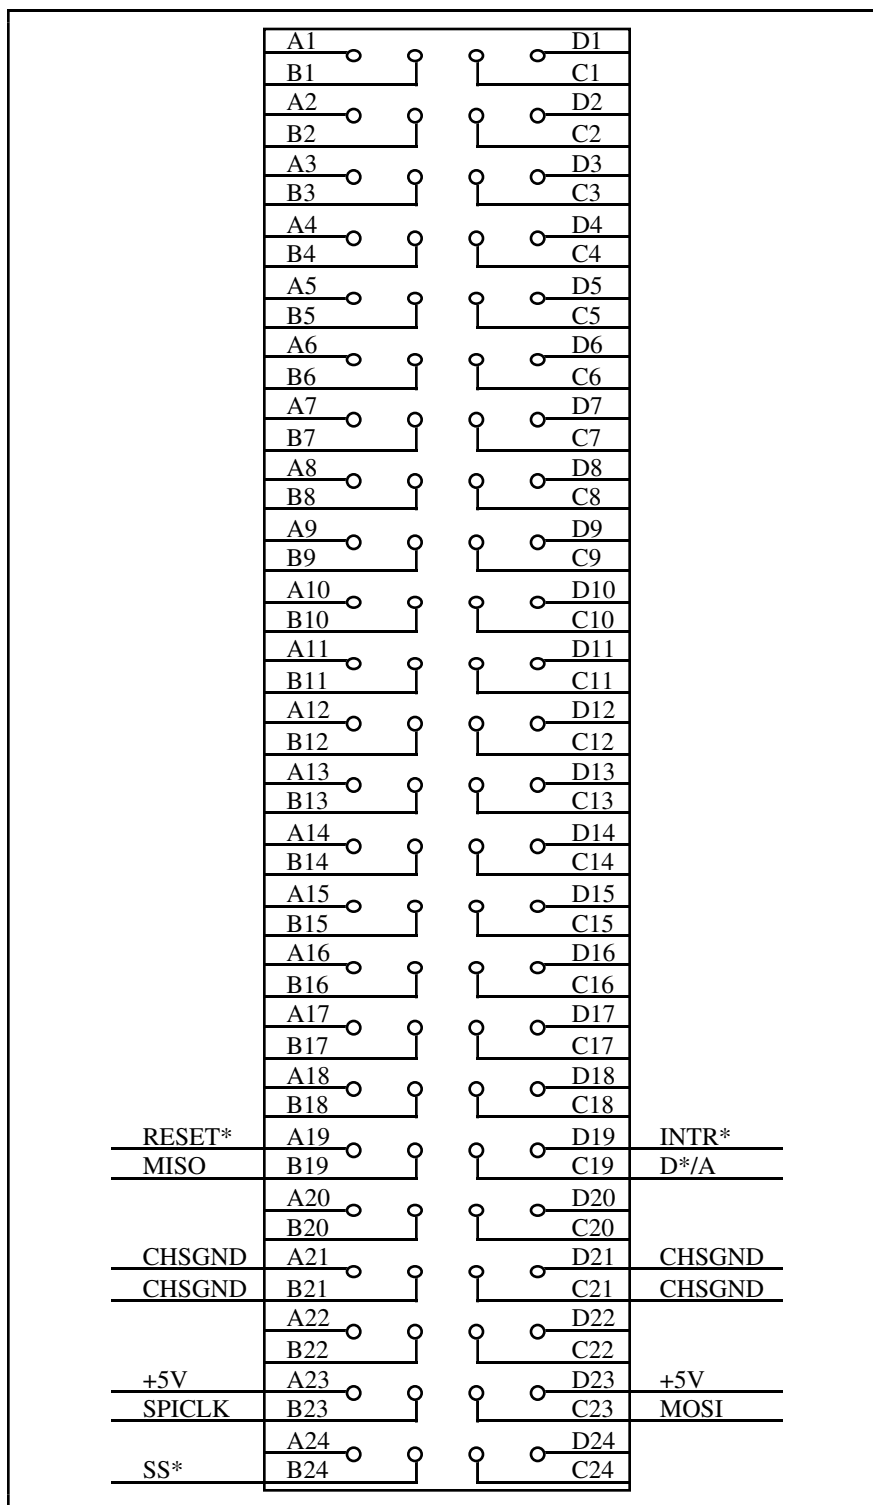 A1 D1
B1 C1
A2 D2
B2 C2
A3 D3
B3 C3
A4 D4
B4 C4
A5 D5
B5 C5
A6 D6
B6 C6
A7 D7
B7 C7
A8 D8
B8 C8
A9 D9
B9 C9
A10 D10
B10 C10
A11 D11
B11 C11
A12 D12
B12 C12
A13 D13
B13 C13
A14 D14
B14 C14
A15 D15
B15 C15
A16 D16
B16 C16
A17 D17
B17 C17
A18 D18
B18 C18
RESET* A19 D19 INTR*
MISO B19 C19 D*/A
A20 D20
B20 C20
CHSGND A21 D21 CHSGND
CHSGND B21 C21 CHSGND
A22 D22
B22 C22
+5V A23 D23 +5V
SPICLK B23 C23 MOSI
A24 D24
SS* B24 C24